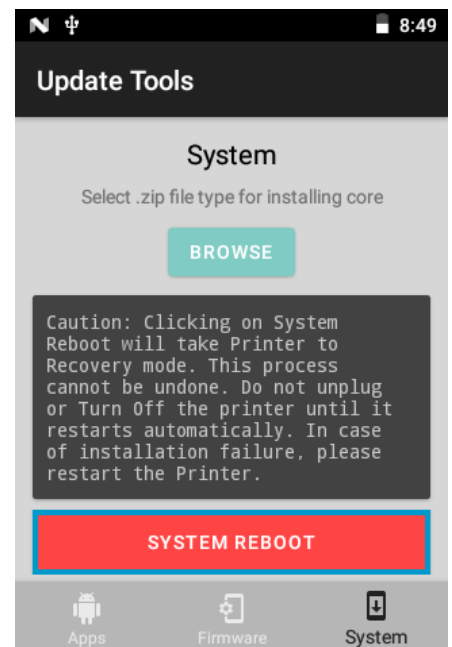 8:49
Update Tools
System
Select .zip file type for installing core
BROWSE
Caution: Clicking on System
Reboot will take Printer to
Recovery mode. This process
cannot be undone. Do not unplug
or Turn Off the printer until it
restarts automatically. In case
of installation failure, please
restart the Printer.
SYSTEM REBOOT
Apps Firmware System